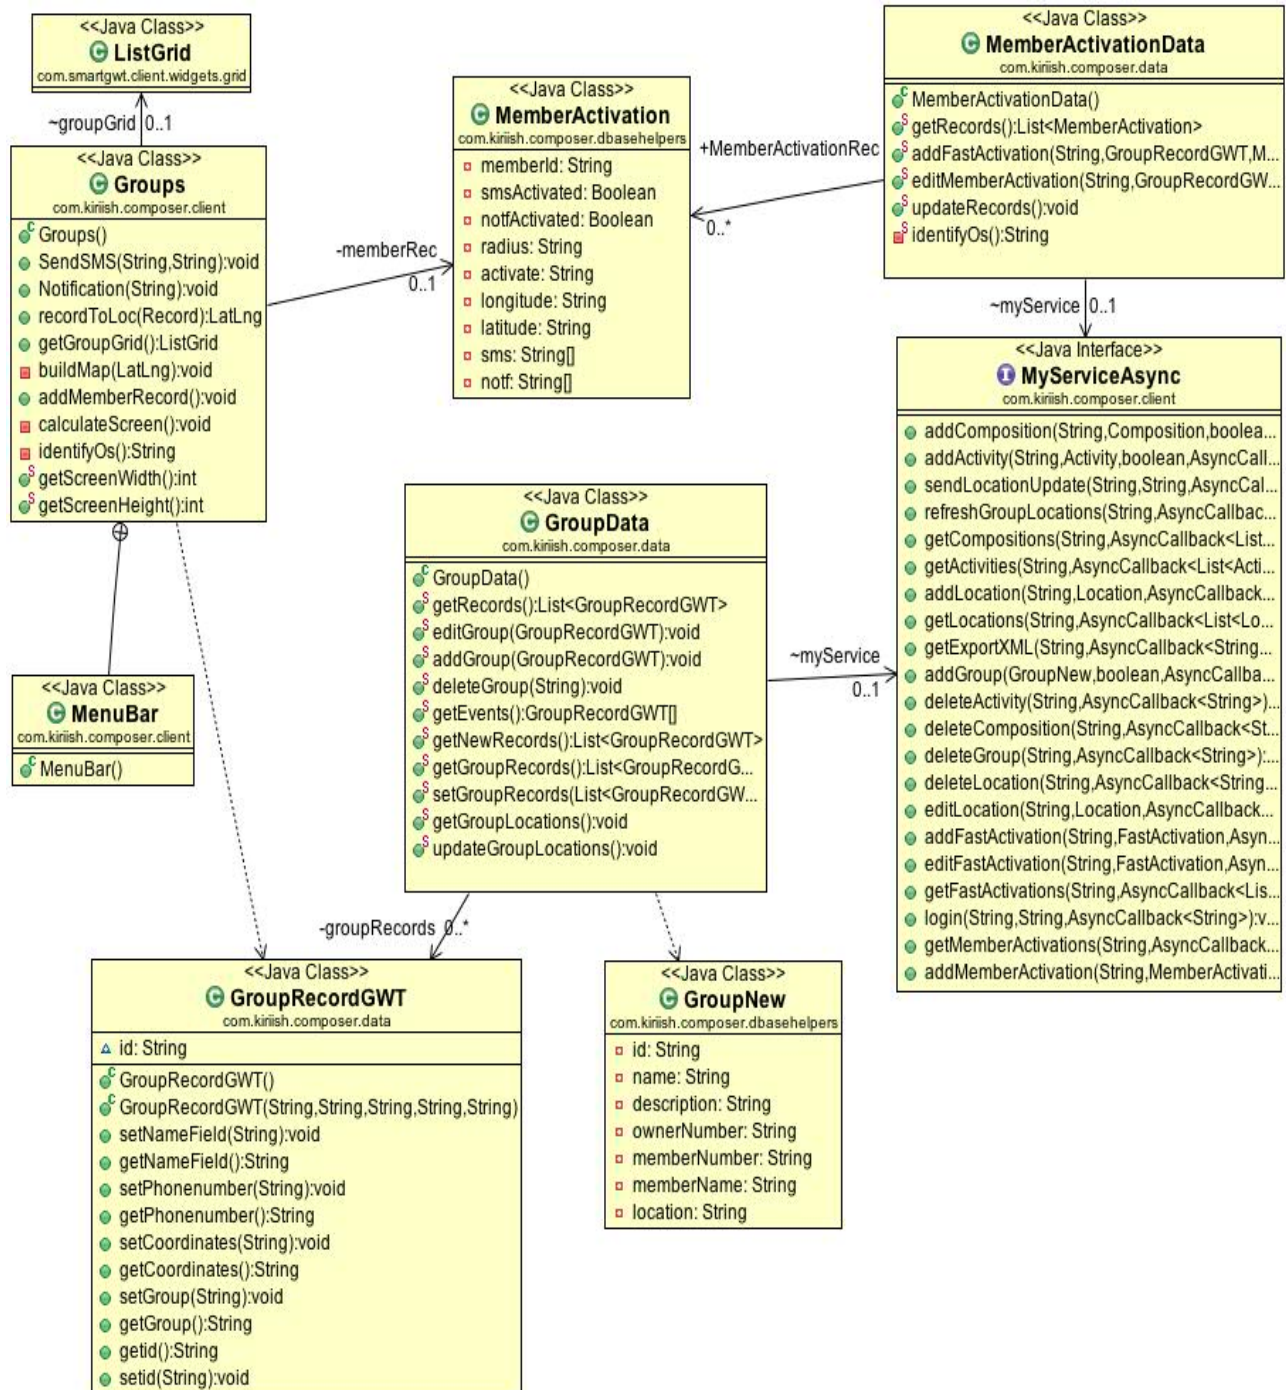 <<Java Class>>
ListGrid
com.smartgwt.client.widgets.grid
~groupGrid 0..1
<<Java Class>>
Groups
com.kiriish.composer.client
Groups()
SendSMS(String,String):void
Notification(String):void
recordToLoc(Record):LatLng
getGroupGrid():ListGrid
buildMap(LatLng):void
addMemberRecord():void
calculateScreen():void
identifyOs():String
getScreenWidth():int
getScreenHeight():int
-memberRec
0..1
<<Java Class>>
MemberActivation
com.kiriish.composer.dbasehelpers
memberId: String
smsActivated: Boolean
notfActivated: Boolean
radius: String
activate: String
longitude: String
latitude: String
sms: String[]
notf: String[]
+MemberActivationRec
0..*
<<Java Class>>
MemberActivationData
com.kiriish.composer.data
MemberActivationData()
getRecords():List<MemberActivation>
addFastActivation(String,GroupRecordGWT,M...
editMemberActivation(String,GroupRecordGW...
updateRecords():void
identifyOs():String
~myService 0..1
<<Java Interface>>
MyServiceAsync
com.kiriish.composer.client
addComposition(String,Composition,boolea...
addActivity(String,Activity,boolean,AsyncCall...
sendLocationUpdate(String,String,AsyncCal...
refreshGroupLocations(String,AsyncCallbac...
getCompositions(String,AsyncCallback<List...
getActivities(String,AsyncCallback<List<Acti...
addLocation(String,Location,AsyncCallback...
getLocations(String,AsyncCallback<List<Lo...
getExportXML(String,AsyncCallback<String...
addGroup(GroupNew,boolean,AsyncCallba...
deleteActivity(String,AsyncCallback<String>)...
deleteComposition(String,AsyncCallback<St...
deleteGroup(String,AsyncCallback<String>):...
deleteLocation(String,AsyncCallback<String...
editLocation(String,Location,AsyncCallback...
addFastActivation(String,FastActivation,Asyn...
editFastActivation(String,FastActivation,Asyn...
getFastActivations(String,AsyncCallback<Lis...
login(String,String,AsyncCallback<String>):v...
getMemberActivations(String,AsyncCallback...
addMemberActivation(String,MemberActivati...
<<Java Class>>
GroupData
com.kiriish.composer.data
GroupData()
getRecords():List<GroupRecordGWT>
editGroup(GroupRecordGWT):void
addGroup(GroupRecordGWT):void
deleteGroup(String):void
getEvents():GroupRecordGWT[]
getNewRecords():List<GroupRecordGWT>
getGroupRecords():List<GroupRecordG...
setGroupRecords(List<GroupRecordGW...
getGroupLocations():void
updateGroupLocations():void
~myService
0..1
<<Java Class>>
MenuBar
com.kiriish.composer.client
MenuBar()
-groupRecords 0..*
<<Java Class>>
GroupRecordGWT
com.kiriish.composer.data
id: String
GroupRecordGWT()
GroupRecordGWT(String,String,String,String,String)
setNameField(String):void
getNameField():String
setPhonenumber(String):void
getPhonenumber():String
setCoordinates(String):void
getCoordinates():String
setGroup(String):void
getGroup():String
getid():String
setid(String):void
<<Java Class>>
GroupNew
com.kiriish.composer.dbasehelpers
id: String
name: String
description: String
ownerNumber: String
memberNumber: String
memberName: String
location: String